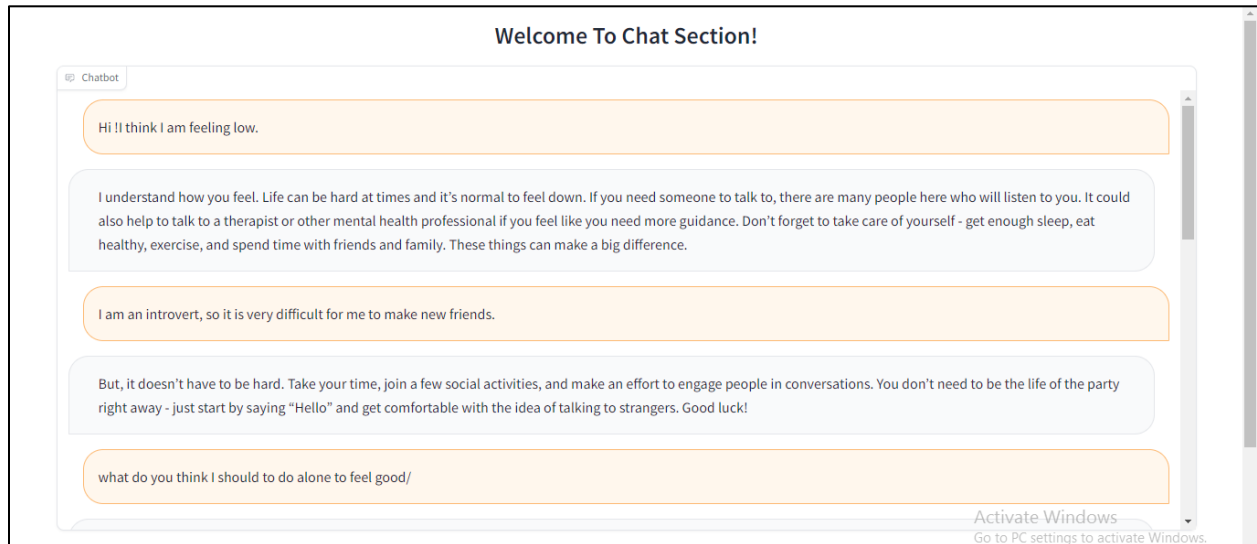 Welcome To Chat Section!
Chatbot
Hi !I think I am feeling low.
I understand how you feel. Life can be hard at times and it’s normal to feel down. If you need someone to talk to, there are many people here who will listen to you. It could
also help to talk to a therapist or other mental health professional if you feel like you need more guidance. Don’t forget to take care of yourself - get enough sleep, eat
healthy, exercise, and spend time with friends and family. These things can make a big difference.
I am an introvert, so it is very difficult for me to make new friends.
But, it doesn’t have to be hard. Take your time, join a few social activities, and make an effort to engage people in conversations. You don’t need to be the life of the party
right away - just start by saying “Hello” and get comfortable with the idea of talking to strangers. Good luck!
what do you think I should to do alone to feel good/
Activate Windows
Go to PC settings to activate Windows.